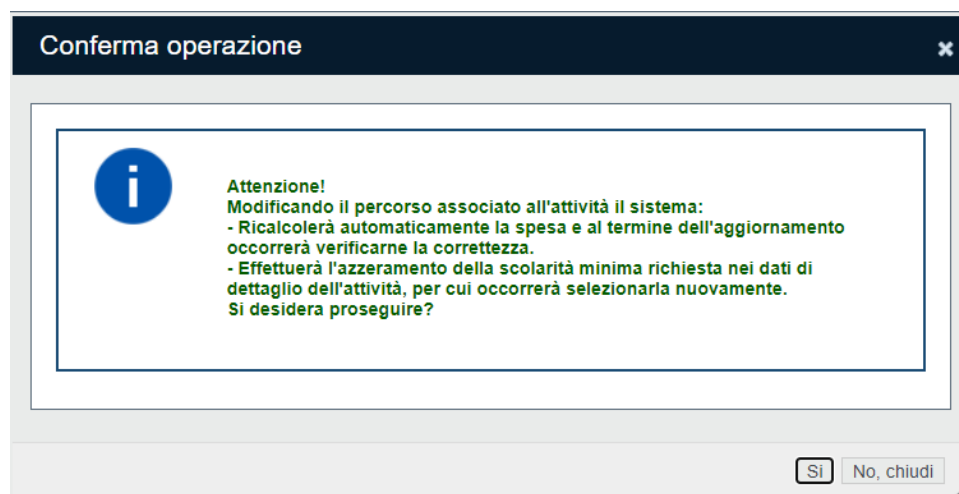 Conferma operazione
Attenzione!
Modificando il percorso associato all'attività il sistema:
- Ricalcolerà automaticamente la spesa e al termine dell'aggiornamento
occorrerà verificarne la correttezza.
- Effettuerà l'azzeramento della scolarità minima richiesta nei dati di
dettaglio dell'attività, per cui occorrerà selezionarla nuovamente.
Si desidera proseguire?
Si No, chiudi